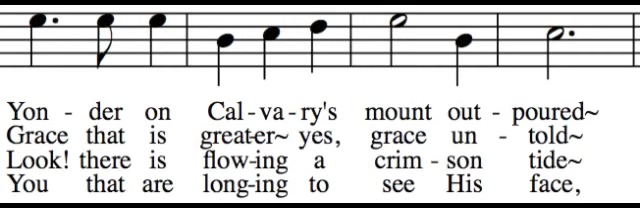 Yon - der on Cal - va - ry's mount out - poured~
Grace that is great-er~ yes, grace un - told~
Look! there is flow-ing a crim - son tide~
You that are long-ing to see His face,